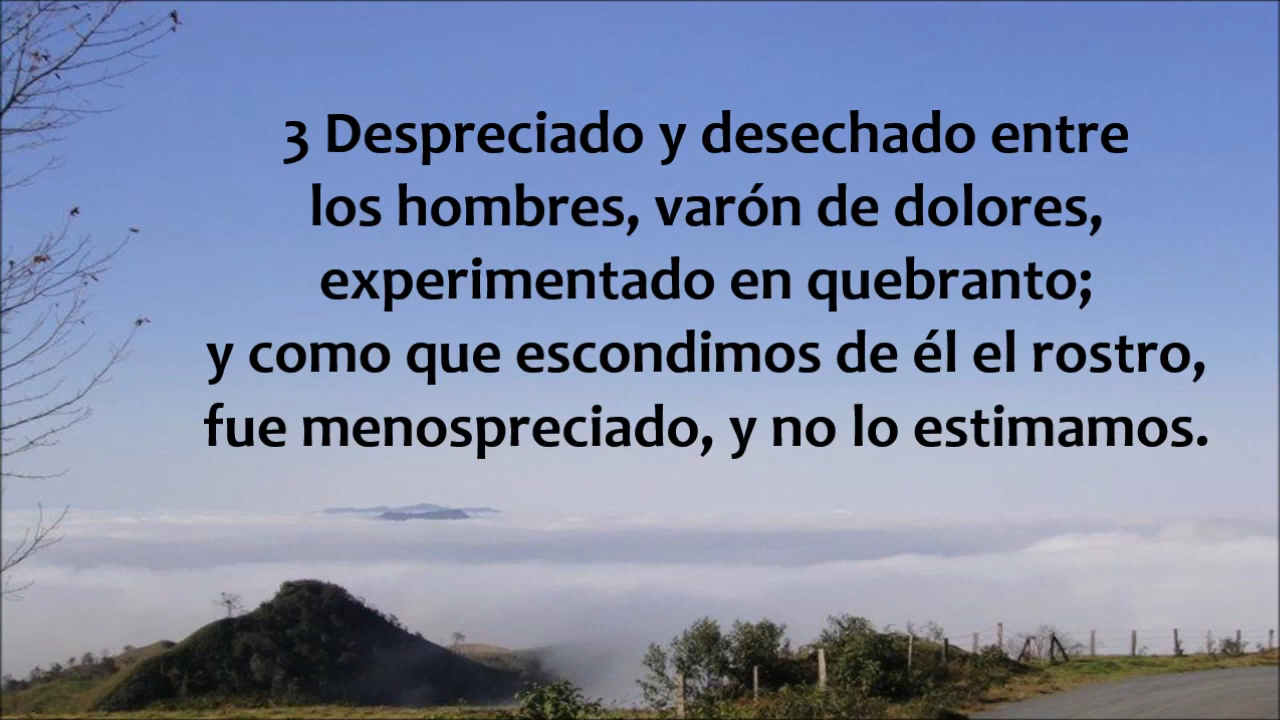 3 Despreciado y desechado entre
los hombres, varón de dolores,
experimentado en quebranto;
y como que escondimos de él el rostro,
fue menospreciado, y no lo estimamos.